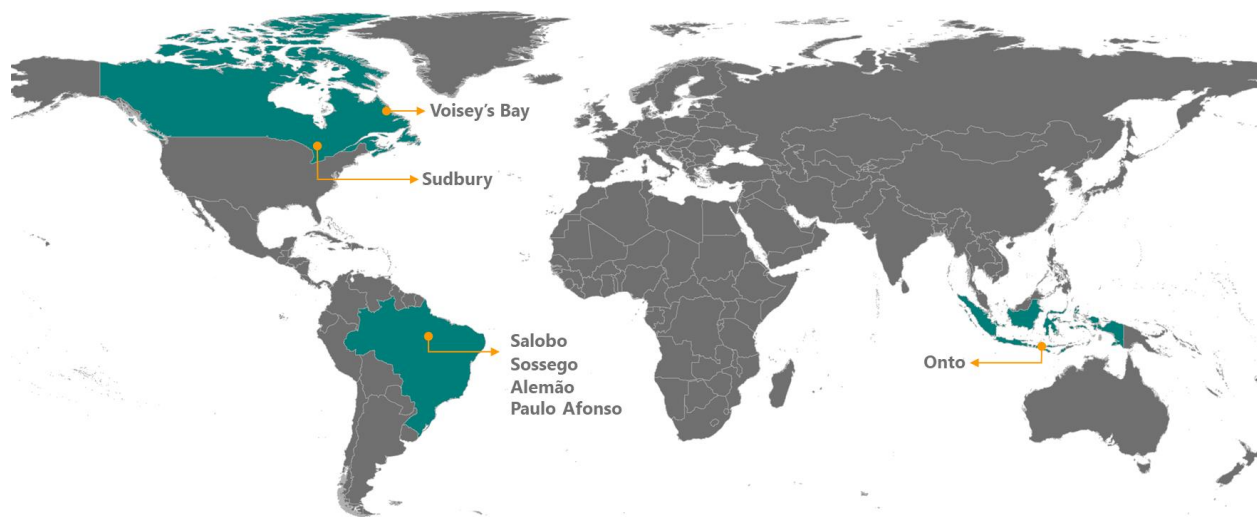 Voisey's Bay
Sudbury
Salobo
Sossego
Alemão
Paulo Afonso
Onto